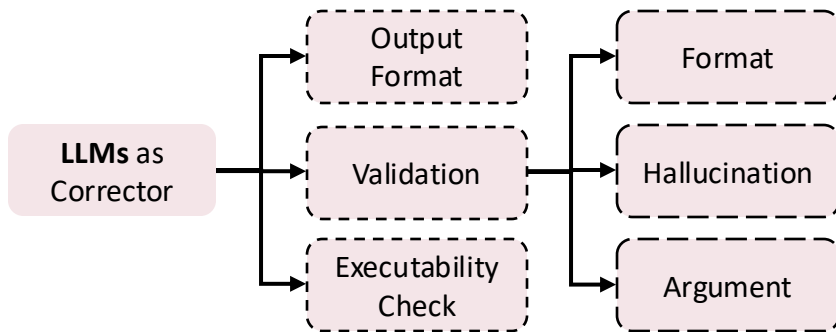 LLMs as
Corrector
Output
Format
Validation
Executability
Check
Format
Hallucination
Argument